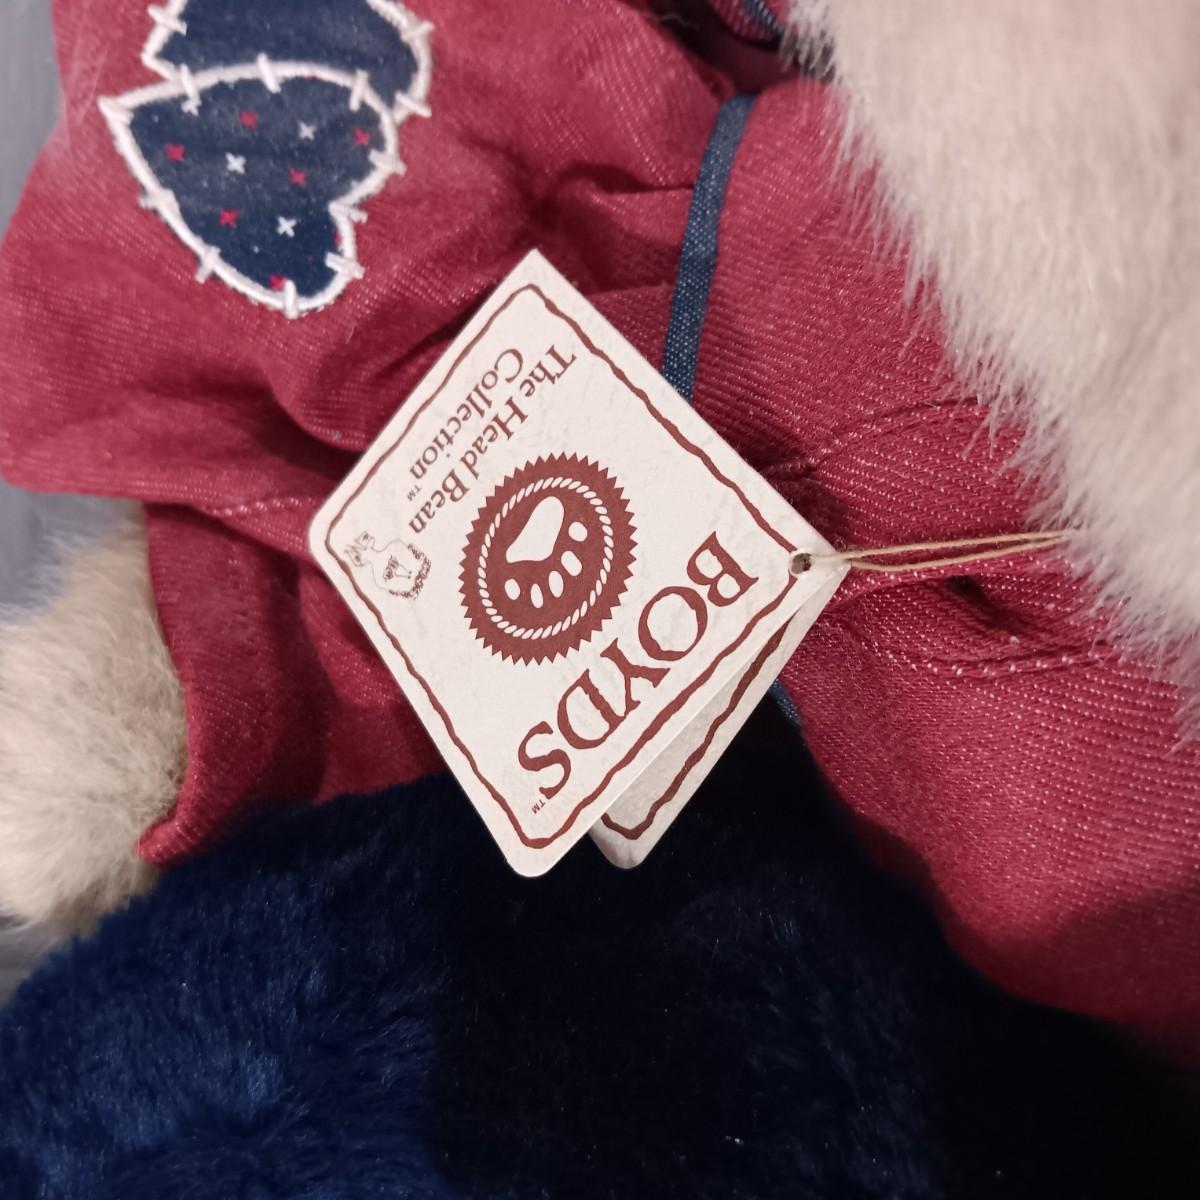 BOYDS™
The Head Bean
Collection™